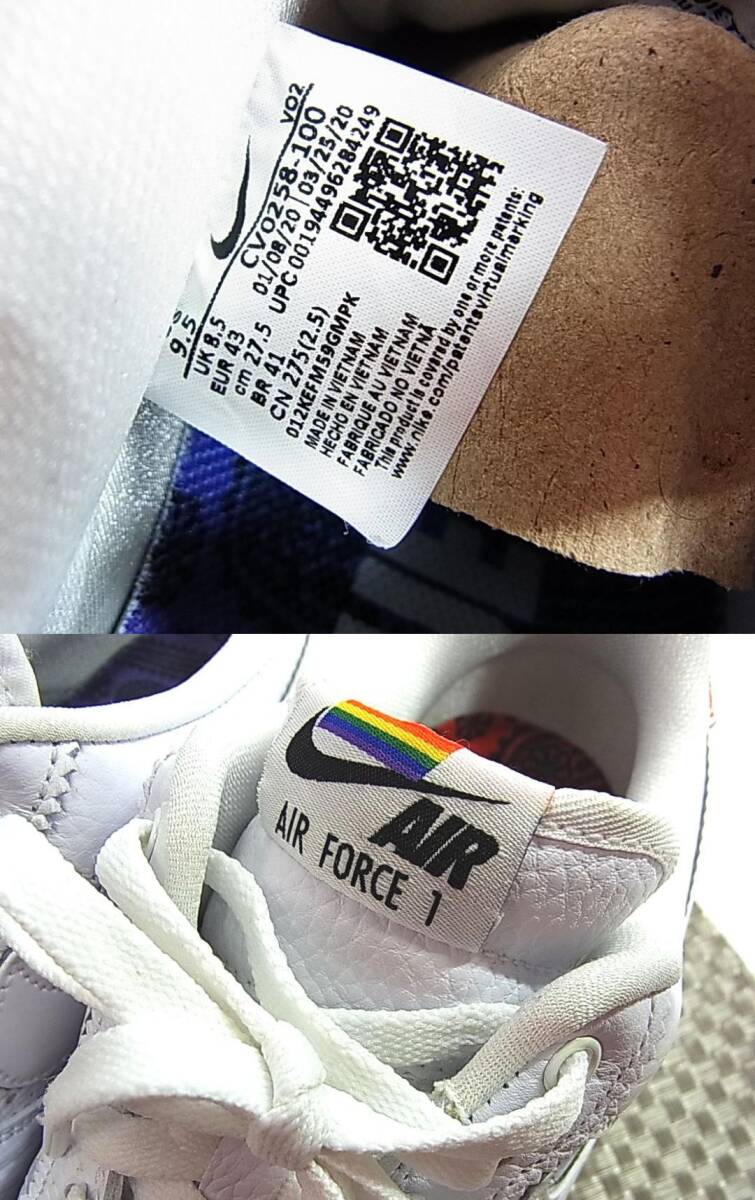 VO2
CV0258-100
01/08/20 | 03/25/20
UPC 00194496284249
9.5
UK 8.5
EUR 43
cm 27.5
BR 41
CN 275(2.5)
012KEFM59GMPK
MADE IN VIETNAM
HECHO EN VIETNAM
FABRIQUE AU VIETNAM
FABRICADO NO VIETNÃ
This product is covered by one or more patents:
www.nike.com/patentsvirtualmarking
AIR
AIR FORCE 1